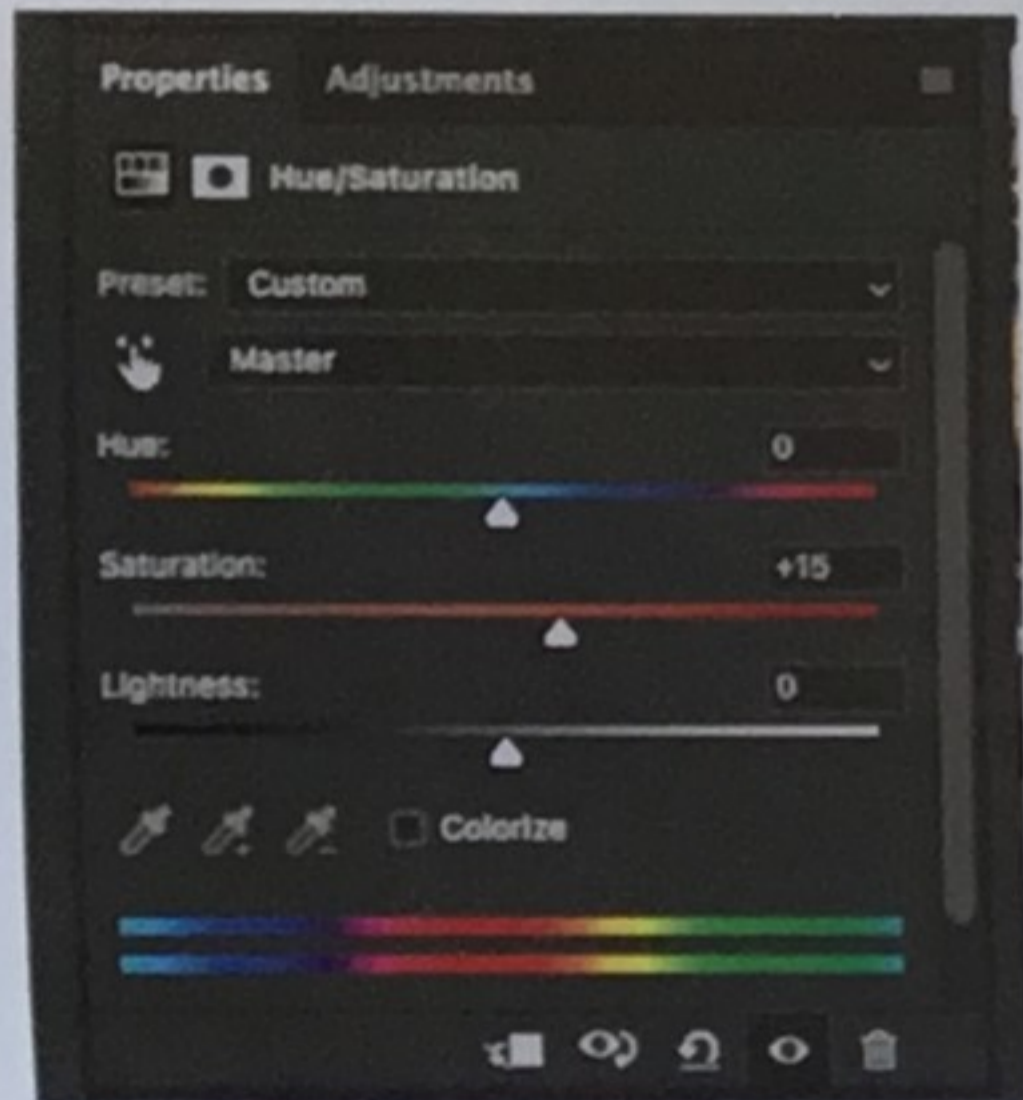 Properties Adjustments
Hue/Saturation
Preset: Custom
Master
Hue: 0
Saturation: +15
Lightness: 0
Colorize